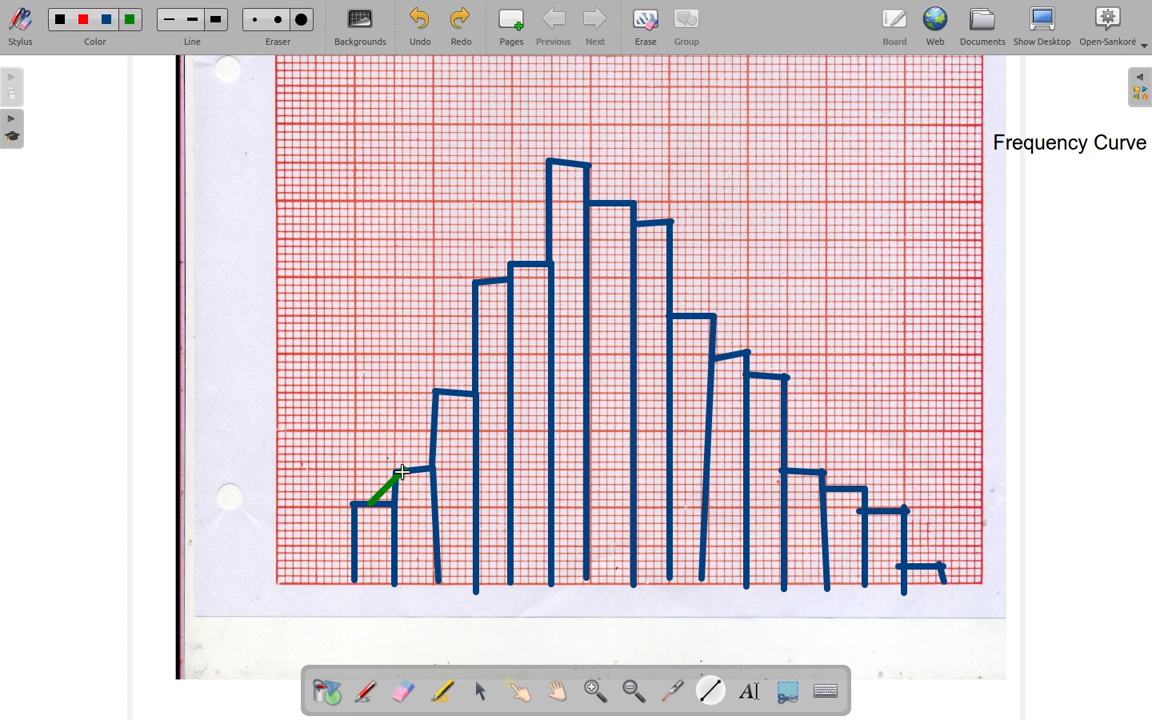 Stylus
Color
Line
Eraser
Backgrounds
Undo
Redo
Pages
Previous
Next
Erase
Group
Board
Web
Documents
Show Desktop
Open-Sankoré
Frequency Curve